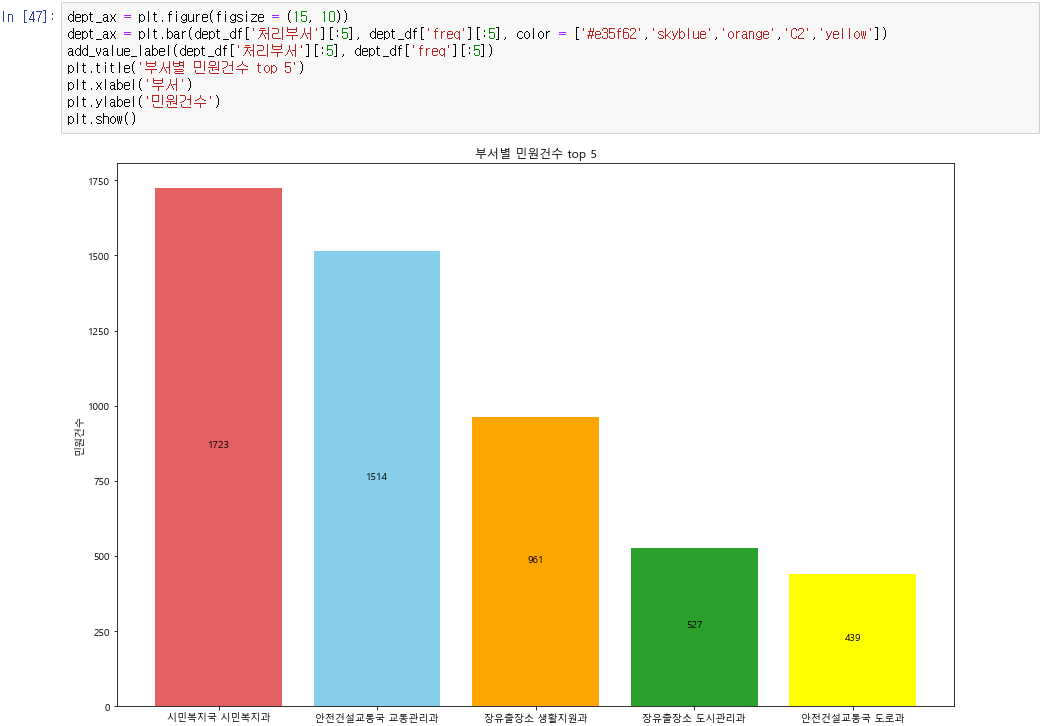 In [47]:
dept_ax = plt.figure(figsize = (15, 10))
dept_ax = plt.bar(dept_df['처리부서'][:5], dept_df['freq'][:5], color = ['#e35f62','skyblue','orange','C2','yellow'])
add_value_label(dept_df['처리부서'][:5], dept_df['freq'][:5])
plt.title('부서별 민원건수 top 5')
plt.xlabel('부서')
plt.ylabel('민원건수')
plt.show()
부서별 민원건수 top 5
1750
1500
1250
1000
750
500
250
0
민원건수
1723
1514
961
527
439
시민복지국 시민복지과
안전건설교통국 교통관리과
장유출장소 생활지원과
장유출장소 도시관리과
안전건설교통국 도로과